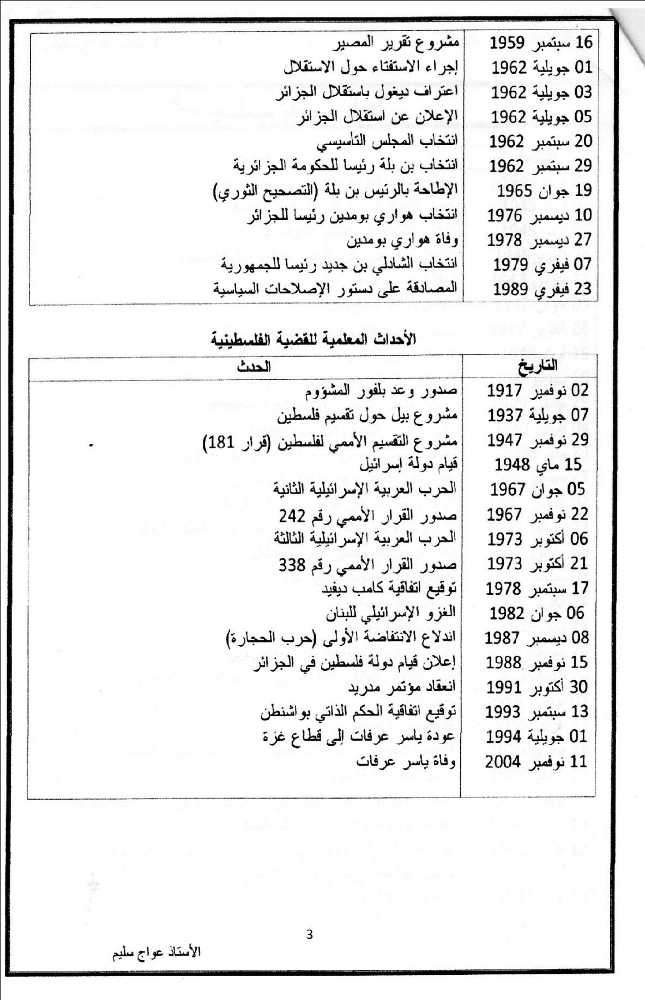 16 سبتمبر 1959 مشروع تقرير المصير
01 جويلية 1962 إجراء الاستفتاء حول الاستقلال
03 جويلية 1962 اعتراف ديغول باستقلال الجزائر
05 جويلية 1962 الإعلان عن استقلال الجزائر
20 سبتمبر 1962 انتخاب المجلس التأسيسي
29 سبتمبر 1962 انتخاب بن بلة رئيسا للحكومة الجزائرية
19 جوان 1965 الإطاحة بالرئيس بن بلة (التصحيح الثوري)
10 ديسمبر 1976 انتخاب هواري بومدين رئيسا للجزائر
27 ديسمبر 1978 وفاة هواري بومدين
07 فيفري 1979 انتخاب الشادلي بن جديد رئيسا للجمهورية
23 فيفري 1989 المصادقة على دستور الإصلاحات السياسية
الأحداث المعلمية للقضية الفلسطينية
التاريخ الحدث
02 نوفمبر 1917 صدور وعد بلفور المشؤوم
07 جويلية 1937 مشروع بيل حول تقسيم فلسطين
29 نوفمبر 1947 مشروع التقسيم الأممي لفلسطين (قرار 181)
15 ماي 1948 قيام دولة إسرائيل
05 جوان 1967 الحرب العربية الإسرائيلية الثانية
22 نوفمبر 1967 صدور القرار الأممي رقم 242
06 أكتوبر 1973 الحرب العربية الإسرائيلية الثالثة
21 أكتوبر 1973 صدور القرار الأممي رقم 338
17 سبتمبر 1978 توقيع اتفاقية كامب ديفيد
06 جوان 1982 الغزو الإسرائيلي للبنان
08 ديسمبر 1987 اندلاع الانتفاضة الأولى (حرب الحجارة)
15 نوفمبر 1988 إعلان قيام دولة فلسطين في الجزائر
30 أكتوبر 1991 انعقاد مؤتمر مدريد
13 سبتمبر 1993 توقيع اتفاقية الحكم الذاتي بواشنطن
01 جويلية 1994 عودة ياسر عرفات إلى قطاع غزة
11 نوفمبر 2004 وفاة ياسر عرفات
3
الأستاذ عواج سليم